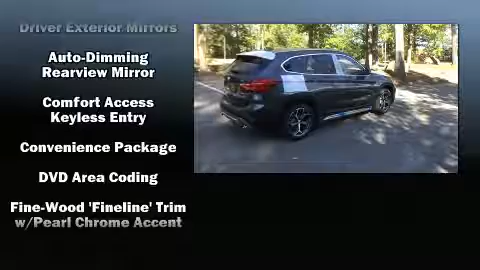 Driver Exterior Mirrors
Auto-Dimming
Rearview Mirror
Comfort Access
Keyless Entry
Convenience Package
DVD Area Coding
Fine-Wood 'Fineline' Trim
w/Pearl Chrome Accent